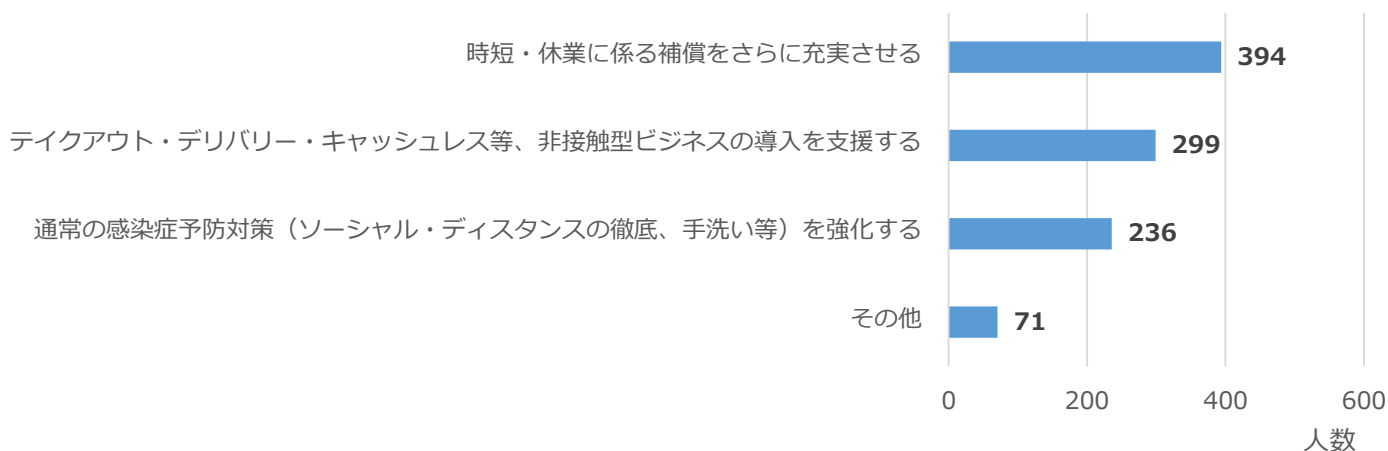 時短・休業に係る補償をさらに充実させる 394
テイクアウト・デリバリー・キャッシュレス等、非接触型ビジネスの導入を支援する 299
通常の感染症予防対策（ソーシャル・ディスタンスの徹底、手洗い等）を強化する 236
その他 71
0 200 400 600
人数